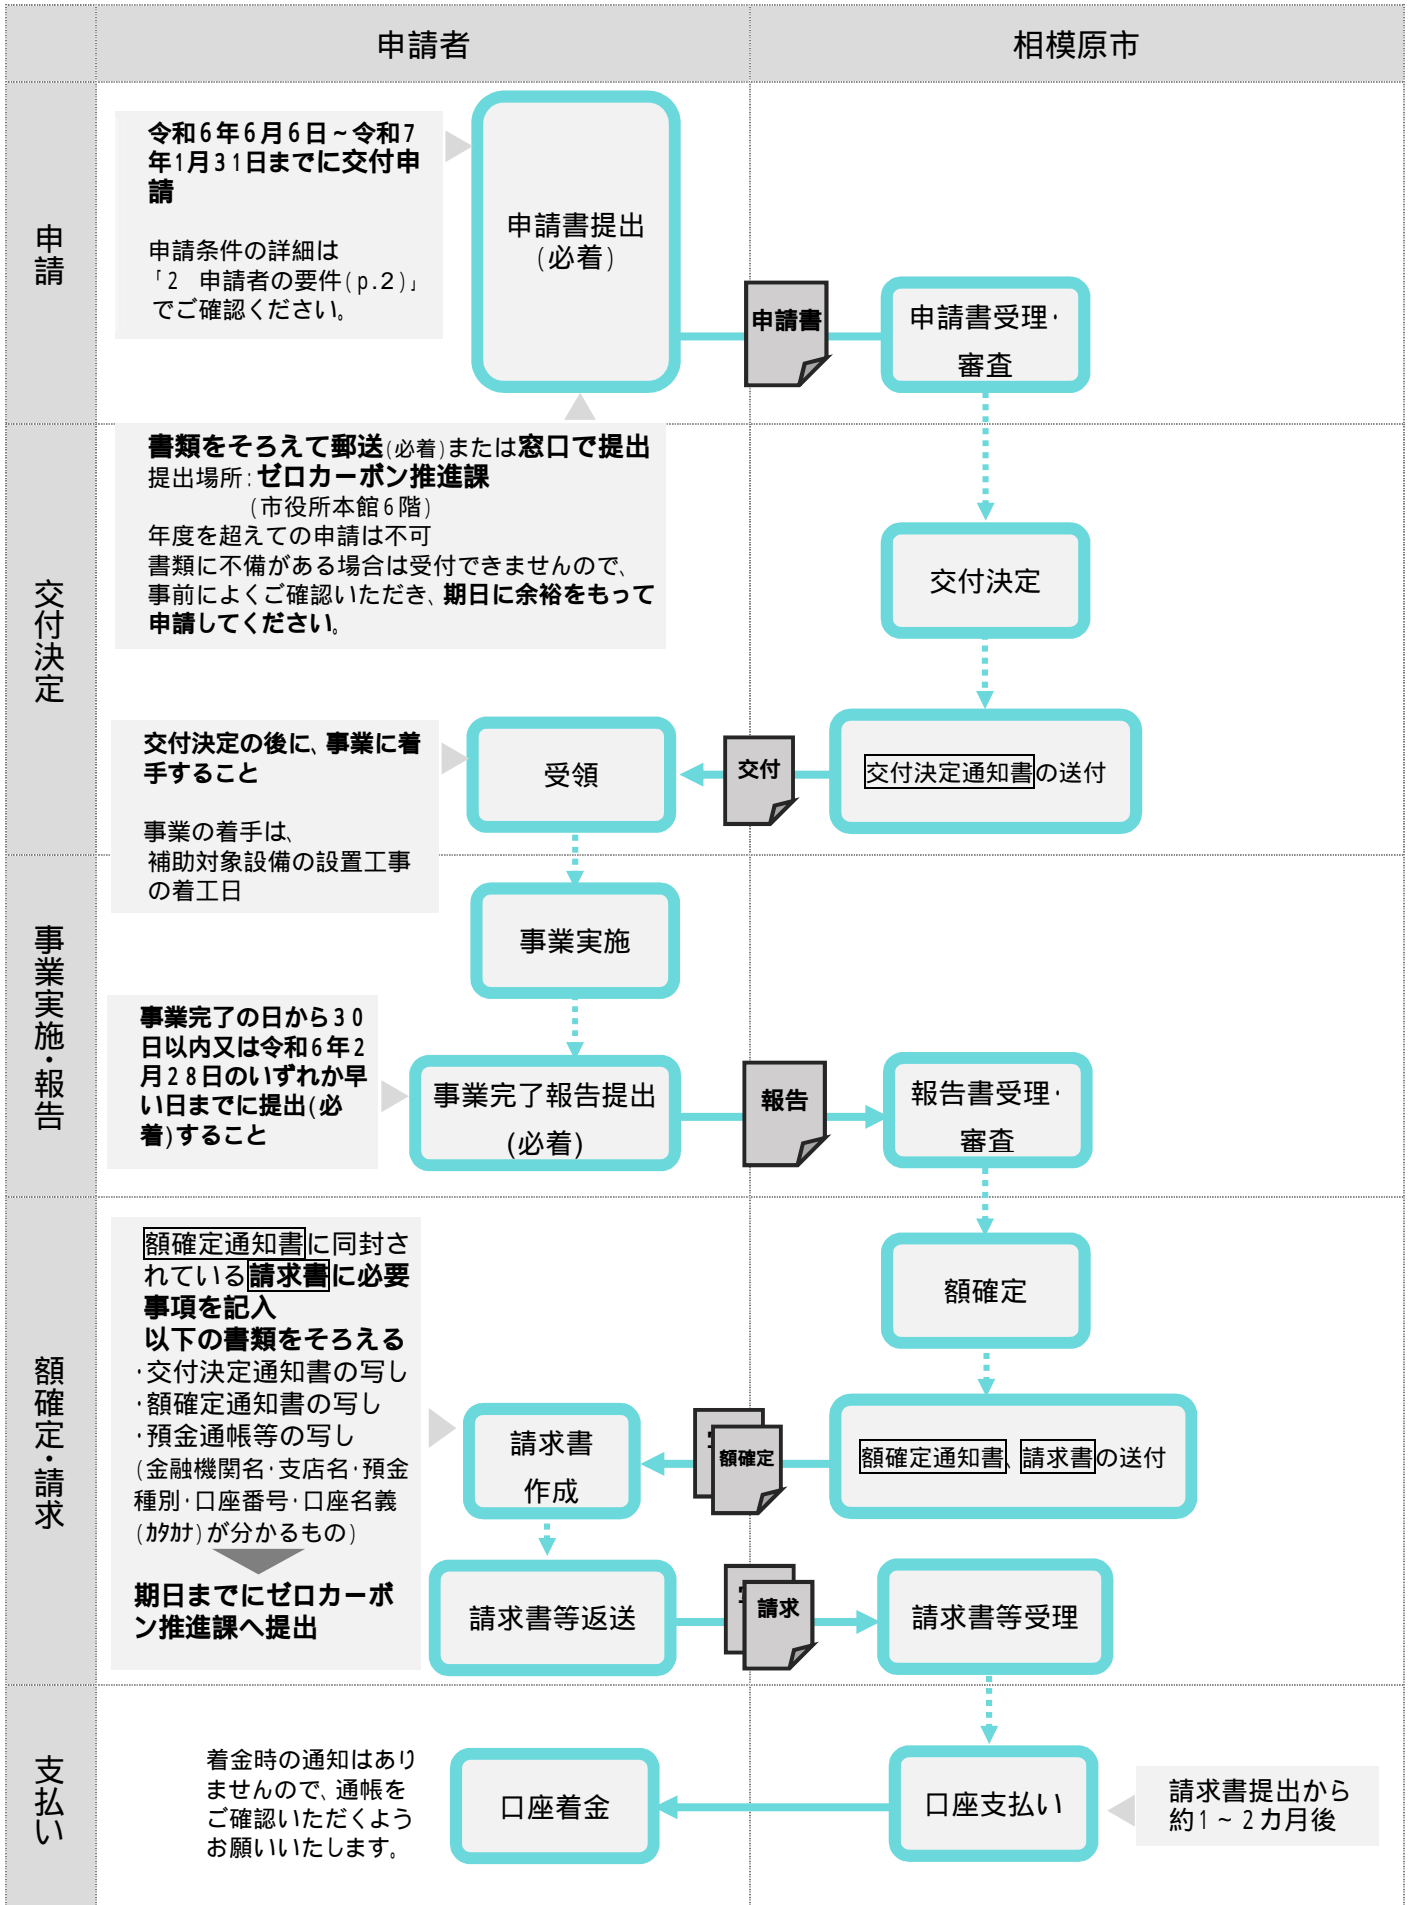 申請者
相模原市
申請
令和6年6月6日～令和7
年1月31日までに交付申
請
申請条件の詳細は
「2　申請者の要件(p.2)」
でご確認ください。
申請書提出
(必着)
申請書
申請書受理・
審査
交付決定
書類をそろえて郵送(必着)または窓口で提出
提出場所：ゼロカーボン推進課
(市役所本館6階)
年度を超えての申請は不可
書類に不備がある場合は受付できませんので、
事前によくご確認いただき、期日に余裕をもって
申請してください。
交付決定
交付決定の後に、事業に着
手すること
事業の着手は、
補助対象設備の設置工事
の着工日
受領
交付
交付決定通知書の送付
事業実施・報告
事業実施
事業完了の日から30
日以内又は令和6年2
月28日のいずれか早
い日までに提出(必
着)すること
事業完了報告提出
(必着)
報告
報告書受理・
審査
額確定・請求
額確定通知書に同封さ
れている請求書に必要
事項を記入
以下の書類をそろえる
・交付決定通知書の写し
・額確定通知書の写し
・預金通帳等の写し
(金融機関名・支店名・預金
種別・口座番号・口座名義
(ｶﾀｶﾅ)が分かるもの)
期日までにゼロカーボ
ン推進課へ提出
額確定
請求書
作成
額確定
額確定通知書、請求書の送付
請求書等返送
請求
請求書等受理
支払い
着金時の通知はあり
ませんので、通帳を
ご確認いただくよう
お願いいたします。
口座着金
口座支払い
請求書提出から
約1～2カ月後